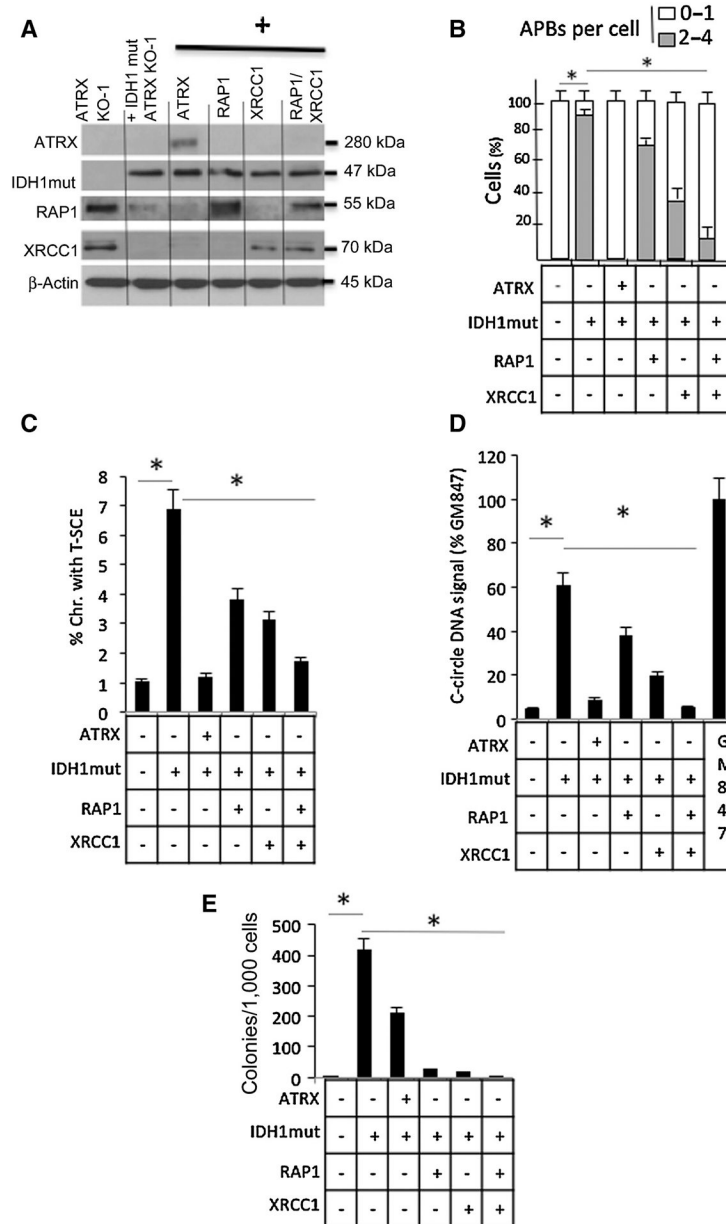 A
+
ATRX KO-1
+ IDH1 mut ATRX KO-1
ATRX
RAP1
XRCC1
RAP1/ XRCC1
ATRX 280 kDa
IDH1mut 47 kDa
RAP1 55 kDa
XRCC1 70 kDa
β-Actin 45 kDa
B
APBs per cell
0–1
2–4
* *
Cells (%)
100
80
60
40
20
ATRX - - + - - -
IDH1mut - + + + + +
RAP1 - - - + - +
XRCC1 - - - - + +
C
* *
% Chr. with T-SCE
8
7
6
5
4
3
2
1
0
ATRX - - + - - -
IDH1mut - + + + + +
RAP1 - - - + - +
XRCC1 - - - - + +
D
* *
C-circle DNA signal (% GM847)
120
100
80
60
40
20
0
ATRX - - + - - -
IDH1mut - + + + + +
RAP1 - - - + - +
XRCC1 - - - - + +
G
M
8
4
7
E
* *
Colonies/1,000 cells
500
400
300
200
100
0
ATRX - - + - - -
IDH1mut - + + + + +
RAP1 - - - + - +
XRCC1 - - - - + +